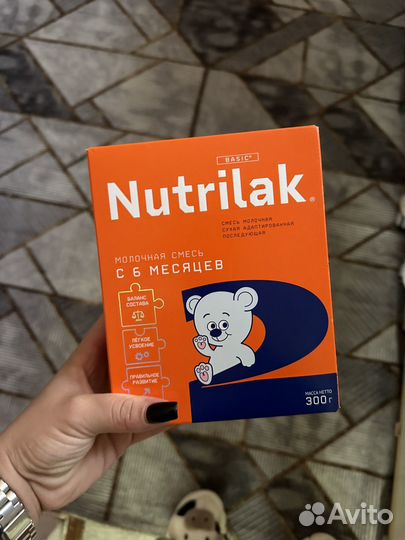 BASIC®
Nutrilak®
СМЕСЬ МОЛОЧНАЯ
СУХАЯ АДАПТИРОВАННАЯ
ПОСЛЕДУЮЩАЯ
МОЛОЧНАЯ СМЕСЬ
С 6 МЕСЯЦЕВ
БАЛАНС
СОСТАВА
ЛЁГКОЕ
УСВОЕНИЕ
ПРАВИЛЬНОЕ
РАЗВИТИЕ
2
МАССА НЕТТО
300 г
Avito